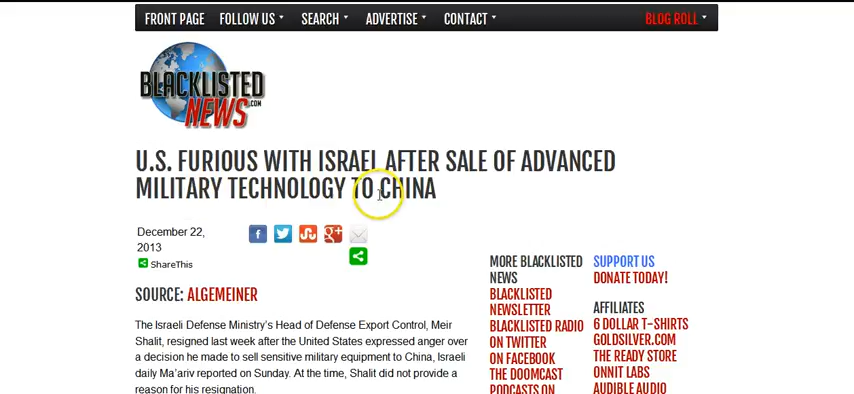 FRONT PAGE FOLLOW US SEARCH ADVERTISE CONTACT BLOG ROLL
BLACKLISTED
NEWS.COM
U.S. FURIOUS WITH ISRAEL AFTER SALE OF ADVANCED
MILITARY TECHNOLOGY TO CHINA
December 22,
2013
ShareThis
SOURCE: ALGEMEINER
The Israeli Defense Ministry's Head of Defense Export Control, Meir
Shalit, resigned last week after the United States expressed anger over
a decision he made to sell sensitive military equipment to China, Israeli
daily Ma'ariv reported on Sunday. At the time, Shalit did not provide a
reason for his resignation.
MORE BLACKLISTED
NEWS
BLACKLISTED
NEWSLETTER
BLACKLISTED RADIO
ON TWITTER
ON FACEBOOK
THE DOOMCAST
PODCASTS ON
SUPPORT US
DONATE TODAY!
AFFILIATES
6 DOLLAR T-SHIRTS
GOLDSILVER.COM
THE READY STORE
ONNIT LABS
AUDIBLE AUDIO